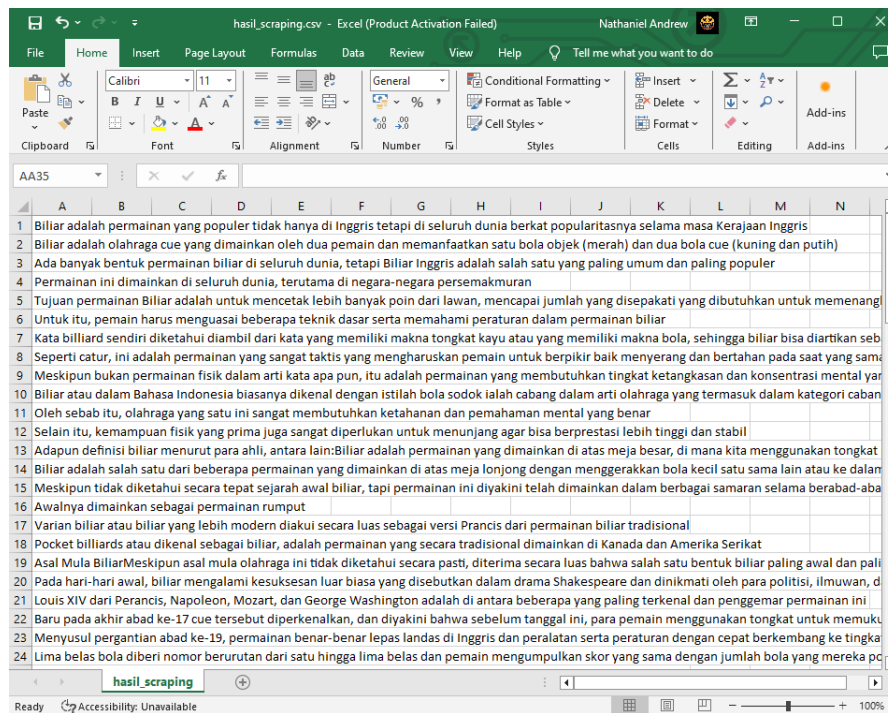 hasil_scraping.csv - Excel (Product Activation Failed)
Nathaniel Andrew
File Home Insert Page Layout Formulas Data Review View Help Tell me what you want to do
Paste
Calibri 11
B I U A A
ab
General
% ,
Conditional Formatting
Format as Table
Cell Styles
Insert
Delete
Format
Add-ins
Clipboard Font Alignment Number Styles Cells Editing Add-ins
AA35 fx
A B C D E F G H I J K L M N
1 Biliar adalah permainan yang populer tidak hanya di Inggris tetapi di seluruh dunia berkat popularitasnya selama masa Kerajaan Inggris
2 Biliar adalah olahraga cue yang dimainkan oleh dua pemain dan memanfaatkan satu bola objek (merah) dan dua bola cue (kuning dan putih)
3 Ada banyak bentuk permainan biliar di seluruh dunia, tetapi Biliar Inggris adalah salah satu yang paling umum dan paling populer
4 Permainan ini dimainkan di seluruh dunia, terutama di negara-negara persemakmuran
5 Tujuan permainan Biliar adalah untuk mencetak lebih banyak poin dari lawan, mencapai jumlah yang disepakati yang dibutuhkan untuk memenangl
6 Untuk itu, pemain harus menguasai beberapa teknik dasar serta memahami peraturan dalam permainan biliar
7 Kata billiard sendiri diketahui diambil dari kata yang memiliki makna tongkat kayu atau yang memiliki makna bola, sehingga biliar bisa diartikan seb
8 Seperti catur, ini adalah permainan yang sangat taktis yang mengharuskan pemain untuk berpikir baik menyerang dan bertahan pada saat yang sama
9 Meskipun bukan permainan fisik dalam arti kata apa pun, itu adalah permainan yang membutuhkan tingkat ketangkasan dan konsentrasi mental yar
10 Biliar atau dalam Bahasa Indonesia biasanya dikenal dengan istilah bola sodok ialah cabang dalam arti olahraga yang termasuk dalam kategori caban
11 Oleh sebab itu, olahraga yang satu ini sangat membutuhkan ketahanan dan pemahaman mental yang benar
12 Selain itu, kemampuan fisik yang prima juga sangat diperlukan untuk menunjang agar bisa berprestasi lebih tinggi dan stabil
13 Adapun definisi biliar menurut para ahli, antara lain:Biliar adalah permainan yang dimainkan di atas meja besar, di mana kita menggunakan tongkat
14 Biliar adalah salah satu dari beberapa permainan yang dimainkan di atas meja lonjong dengan menggerakkan bola kecil satu sama lain atau ke dalam
15 Meskipun tidak diketahui secara tepat sejarah awal biliar, tapi permainan ini diyakini telah dimainkan dalam berbagai samaran selama berabad-aba
16 Awalnya dimainkan sebagai permainan rumput
17 Varian biliar atau biliar yang lebih modern diakui secara luas sebagai versi Prancis dari permainan biliar tradisional
18 Pocket billiards atau dikenal sebagai biliar, adalah permainan yang secara tradisional dimainkan di Kanada dan Amerika Serikat
19 Asal Mula BiliarMeskipun asal mula olahraga ini tidak diketahui secara pasti, diterima secara luas bahwa salah satu bentuk biliar paling awal dan pali
20 Pada hari-hari awal, biliar mengalami kesuksesan luar biasa yang disebutkan dalam drama Shakespeare dan dinikmati oleh para politisi, ilmuwan, d
21 Louis XIV dari Perancis, Napoleon, Mozart, dan George Washington adalah di antara beberapa yang paling terkenal dan penggemar permainan ini
22 Baru pada akhir abad ke-17 cue tersebut diperkenalkan, dan diyakini bahwa sebelum tanggal ini, para pemain menggunakan tongkat untuk memuku
23 Menyusul pergantian abad ke-19, permainan benar-benar lepas landas di Inggris dan peralatan serta peraturan dengan cepat berkembang ke tingka
24 Lima belas bola diberi nomor berurutan dari satu hingga lima belas dan pemain mengumpulkan skor yang sama dengan jumlah bola yang mereka po
hasil_scraping
Ready Accessibility: Unavailable 100%